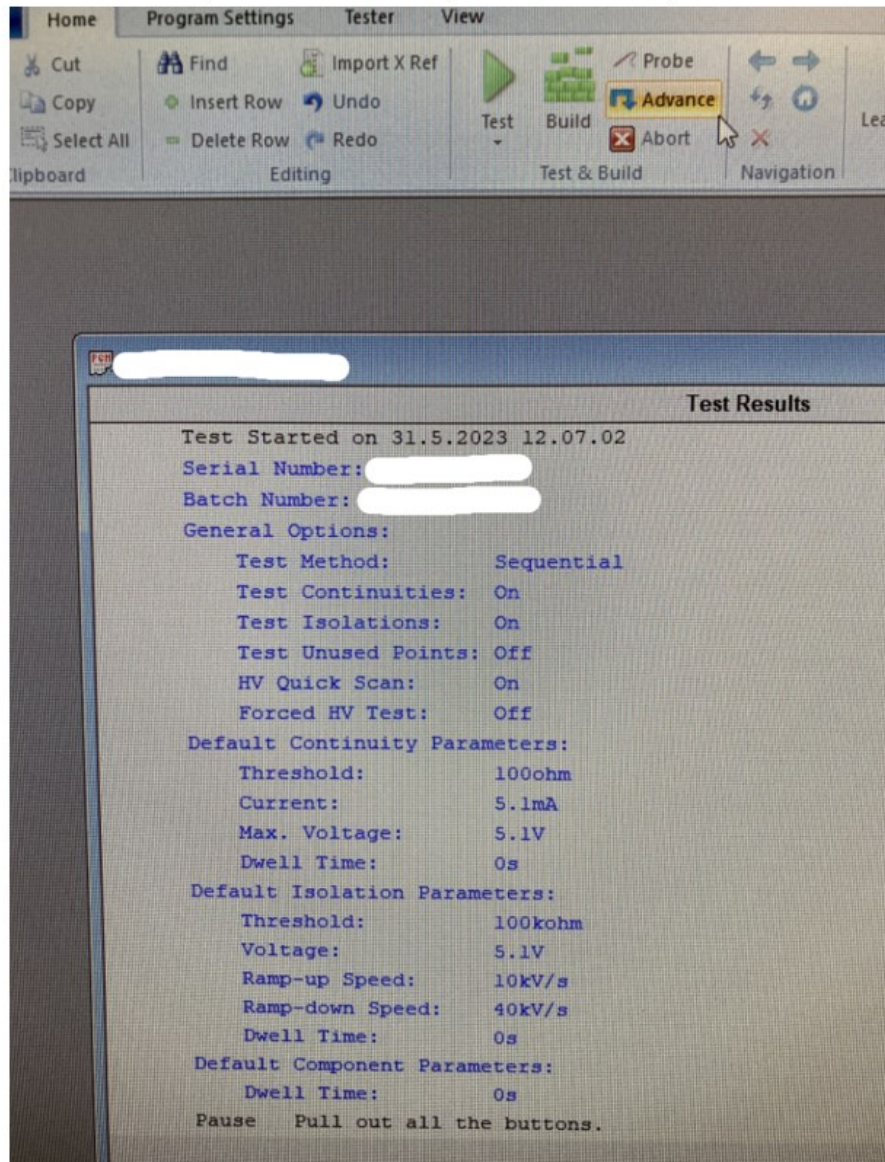 Home Program Settings Tester View
Cut Find Import X Ref Probe
Copy Insert Row Undo Test Build Advance
Select All Delete Row Redo Abort
lipboard Editing Test & Build Navigation
Test Results
Test Started on 31.5.2023 12.07.02
Serial Number:
Batch Number:
General Options:
Test Method: Sequential
Test Continuities: On
Test Isolations: On
Test Unused Points: Off
HV Quick Scan: On
Forced HV Test: Off
Default Continuity Parameters:
Threshold: 100ohm
Current: 5.1mA
Max. Voltage: 5.1V
Dwell Time: 0s
Default Isolation Parameters:
Threshold: 100kohm
Voltage: 5.1V
Ramp-up Speed: 10kV/s
Ramp-down Speed: 40kV/s
Dwell Time: 0s
Default Component Parameters:
Dwell Time: 0s
Pause Pull out all the buttons.